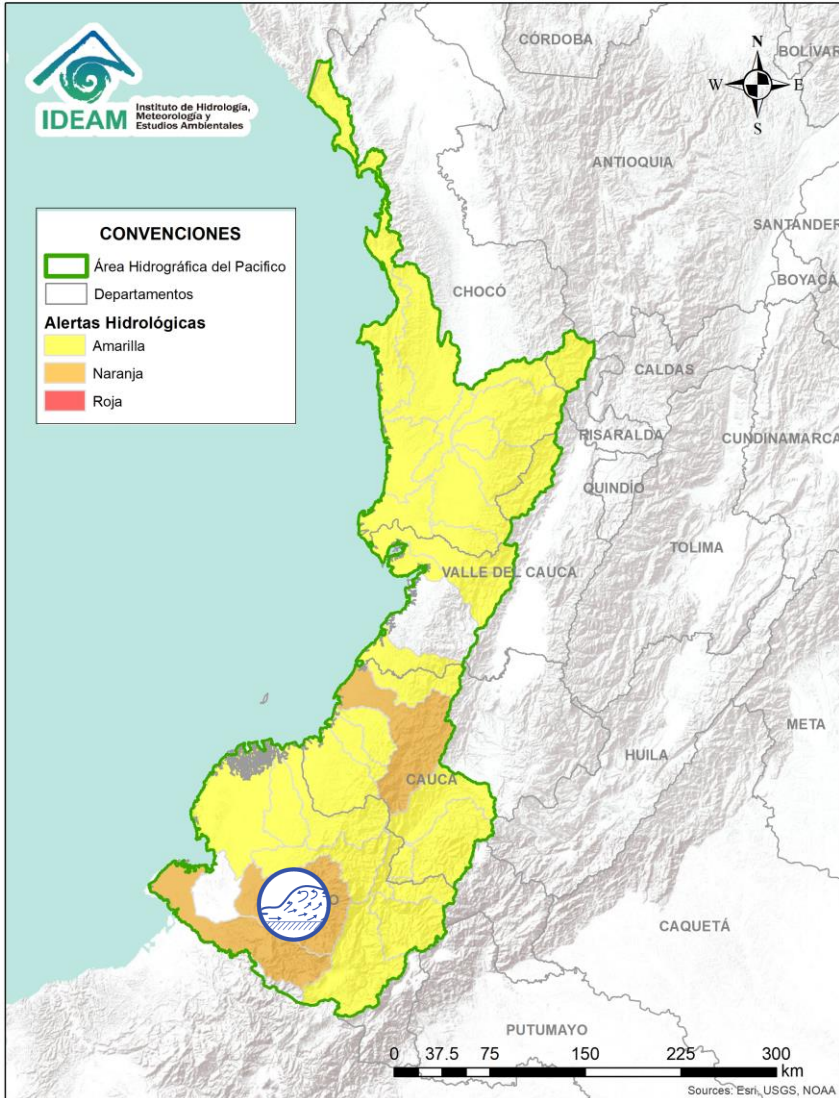 IDEAM
Instituto de Hidrología,
Meteorología y
Estudios Ambientales
N
W
E
S
CÓRDOBA
BOLÍVAR
ANTIOQUIA
SANTANDER
BOYACÁ
CHOCÓ
CALDAS
RISARALDA
CUNDINAMARCA
QUINDÍO
TOLIMA
VALLE DEL CAUCA
META
HUILA
CAUCA
CAQUETÁ
PUTUMAYO
CONVENCIONES
Área Hidrográfica del Pacifico
Departamentos
Alertas Hidrológicas
Amarilla
Naranja
Roja
0 37.5 75 150 225 300
km
Sources: Esri, USGS, NOAA